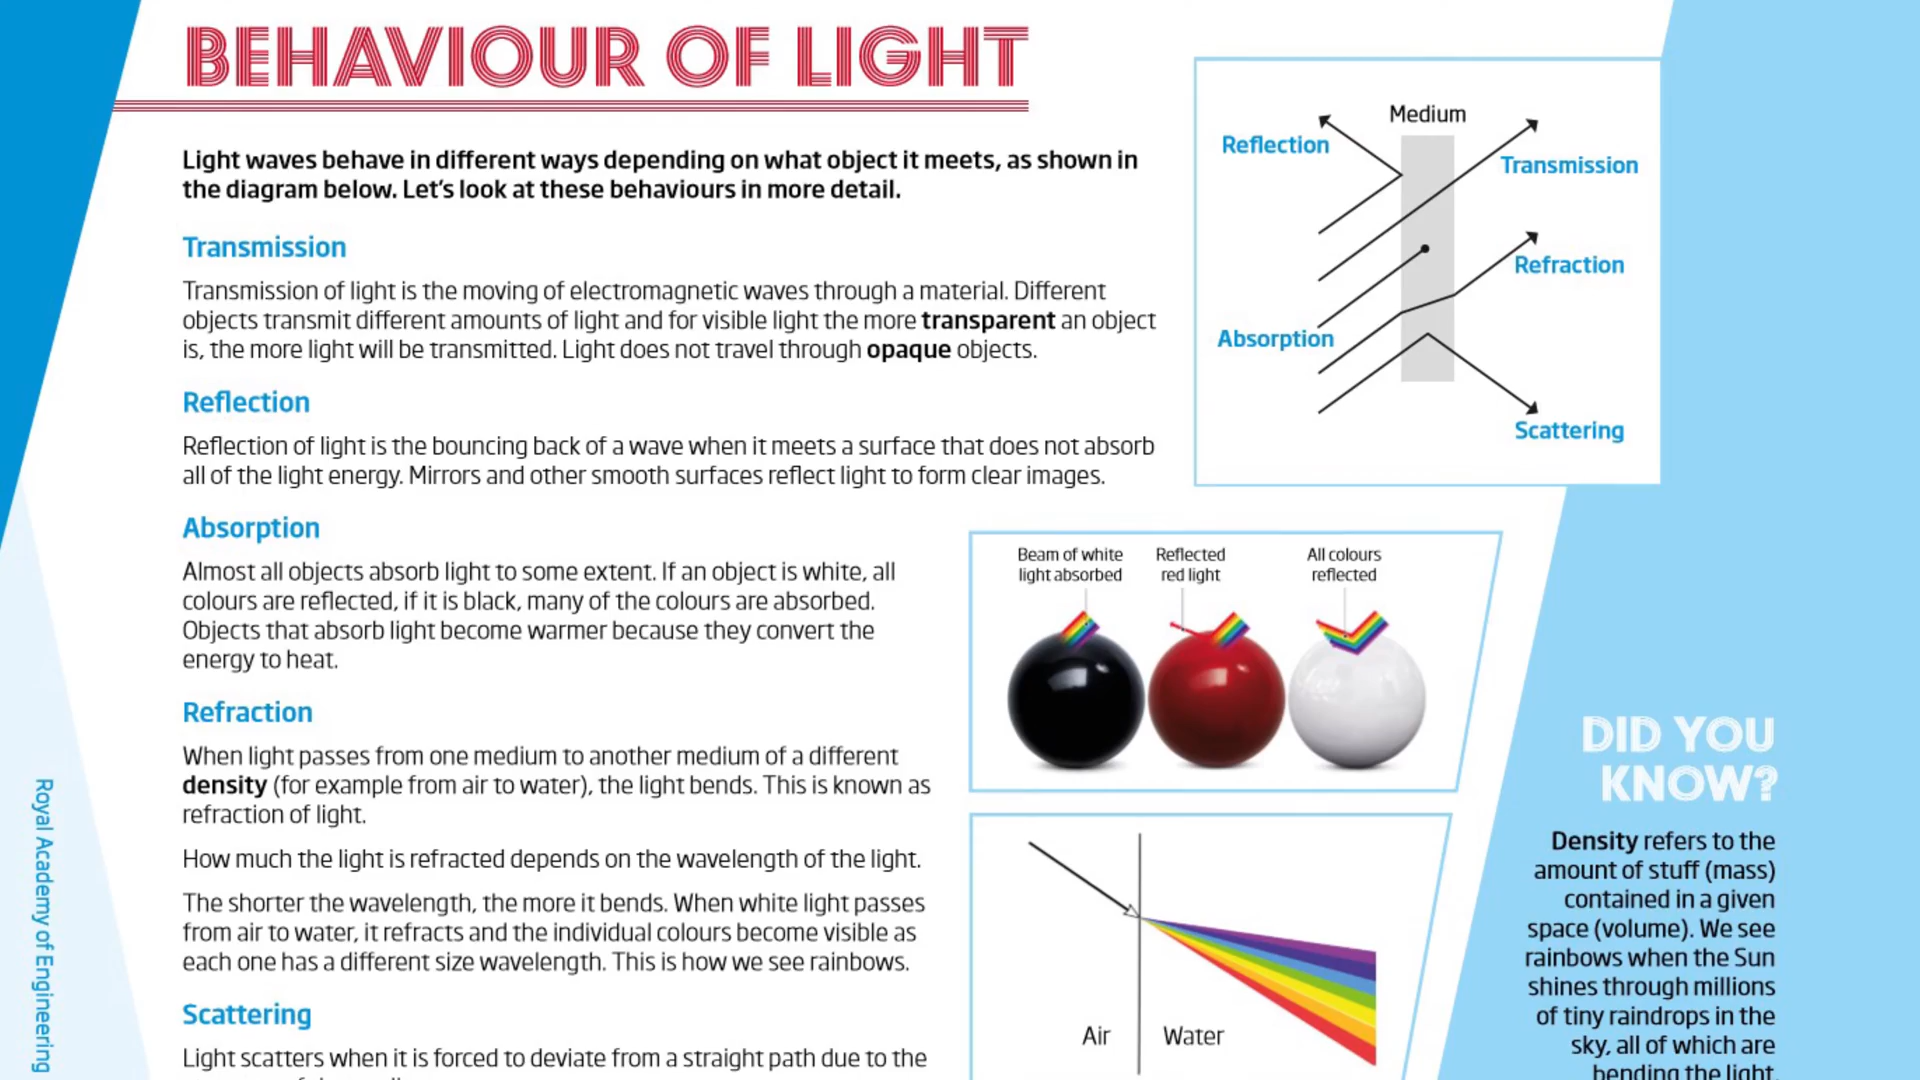 BEHAVIOUR OF LIGHT
Light waves behave in different ways depending on what object it meets, as shown in
the diagram below. Let's look at these behaviours in more detail.
Transmission
Transmission of light is the moving of electromagnetic waves through a material. Different
objects transmit different amounts of light and for visible light the more transparent an object
is, the more light will be transmitted. Light does not travel through opaque objects.
Reflection
Reflection of light is the bouncing back of a wave when it meets a surface that does not absorb
all of the light energy. Mirrors and other smooth surfaces reflect light to form clear images.
Absorption
Almost all objects absorb light to some extent. If an object is white, all
colours are reflected, if it is black, many of the colours are absorbed.
Objects that absorb light become warmer because they convert the
energy to heat.
Refraction
When light passes from one medium to another medium of a different
density (for example from air to water), the light bends. This is known as
refraction of light.
How much the light is refracted depends on the wavelength of the light.
The shorter the wavelength, the more it bends. When white light passes
from air to water, it refracts and the individual colours become visible as
each one has a different size wavelength. This is how we see rainbows.
Scattering
Light scatters when it is forced to deviate from a straight path due to the
Medium
Reflection
Transmission
Refraction
Absorption
Scattering
Beam of white
light absorbed
Reflected
red light
All colours
reflected
Air
Water
DID YOU
KNOW?
Density refers to the
amount of stuff (mass)
contained in a given
space (volume). We see
rainbows when the Sun
shines through millions
of tiny raindrops in the
sky, all of which are
bending the light.
Royal Academy of Engineering